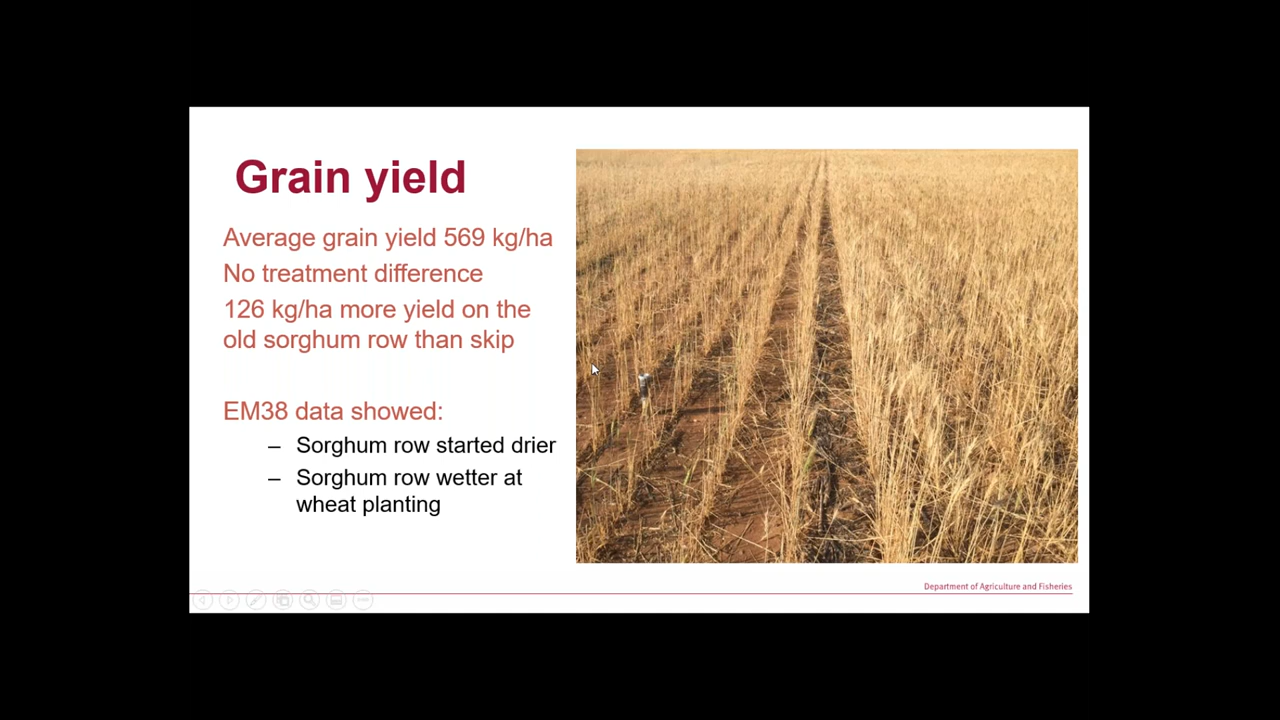 Grain yield
Average grain yield 569 kg/ha
No treatment difference
126 kg/ha more yield on the
old sorghum row than skip
EM38 data showed:
– Sorghum row started drier
– Sorghum row wetter at
wheat planting
Department of Agriculture and Fisheries